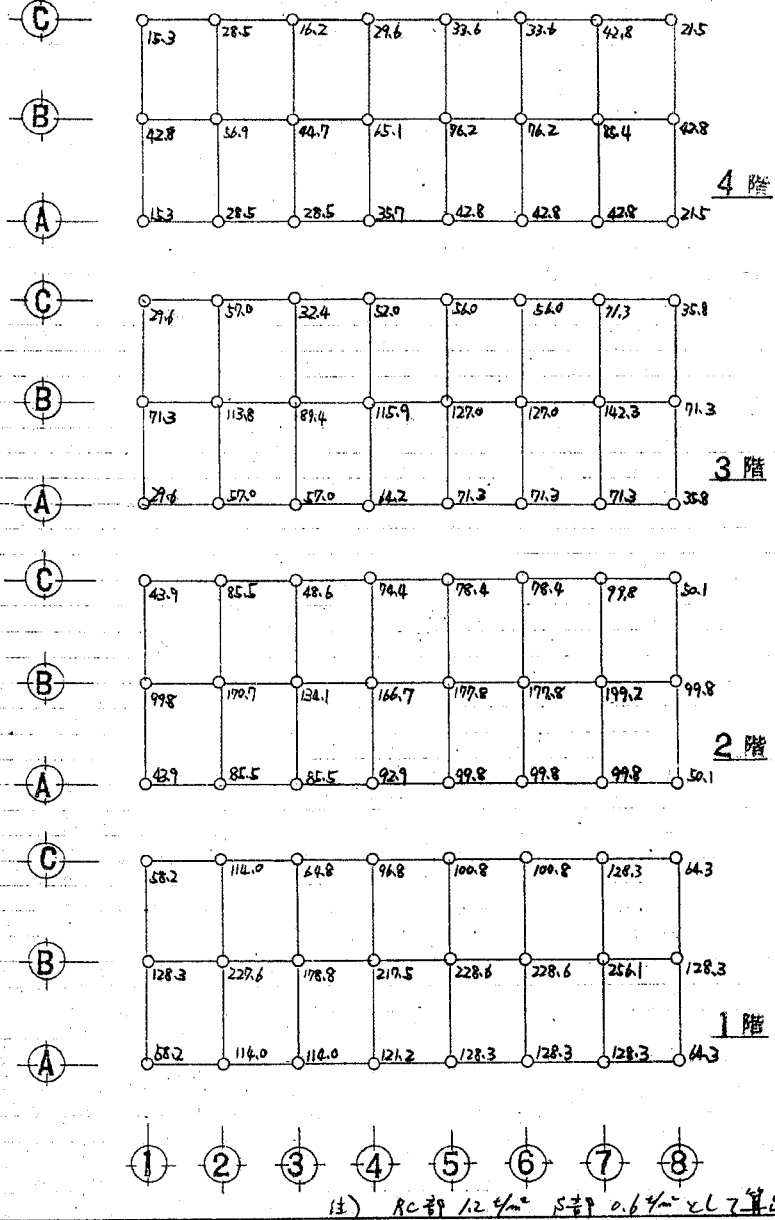 C
15.3 28.5 16.2 29.6 33.6 33.6 42.8 21.5
B
42.8 56.9 44.7 65.1 76.2 76.2 85.4 42.8
4階
A
15.3 28.5 28.5 35.7 42.8 42.8 42.8 21.5
C
29.6 57.0 32.4 52.0 56.0 56.0 71.3 35.8
B
71.3 113.8 89.4 115.9 127.0 127.0 142.3 71.3
3階
A
29.6 57.0 57.0 64.2 71.3 71.3 71.3 35.8
C
43.9 85.5 48.6 74.4 78.4 78.4 99.8 50.1
B
99.8 170.7 134.1 166.7 177.8 177.8 199.2 99.8
2階
A
43.9 85.5 85.5 92.9 99.8 99.8 99.8 50.1
C
58.2 114.0 64.8 96.8 100.8 100.8 128.3 64.3
B
128.3 227.6 178.8 217.5 228.6 228.6 256.1 128.3
1階
A
58.2 114.0 114.0 121.2 128.3 128.3 128.3 64.3
1 2 3 4 5 6 7 8
注) RC部 1.2 t/m² S部 0.6 t/m² として算